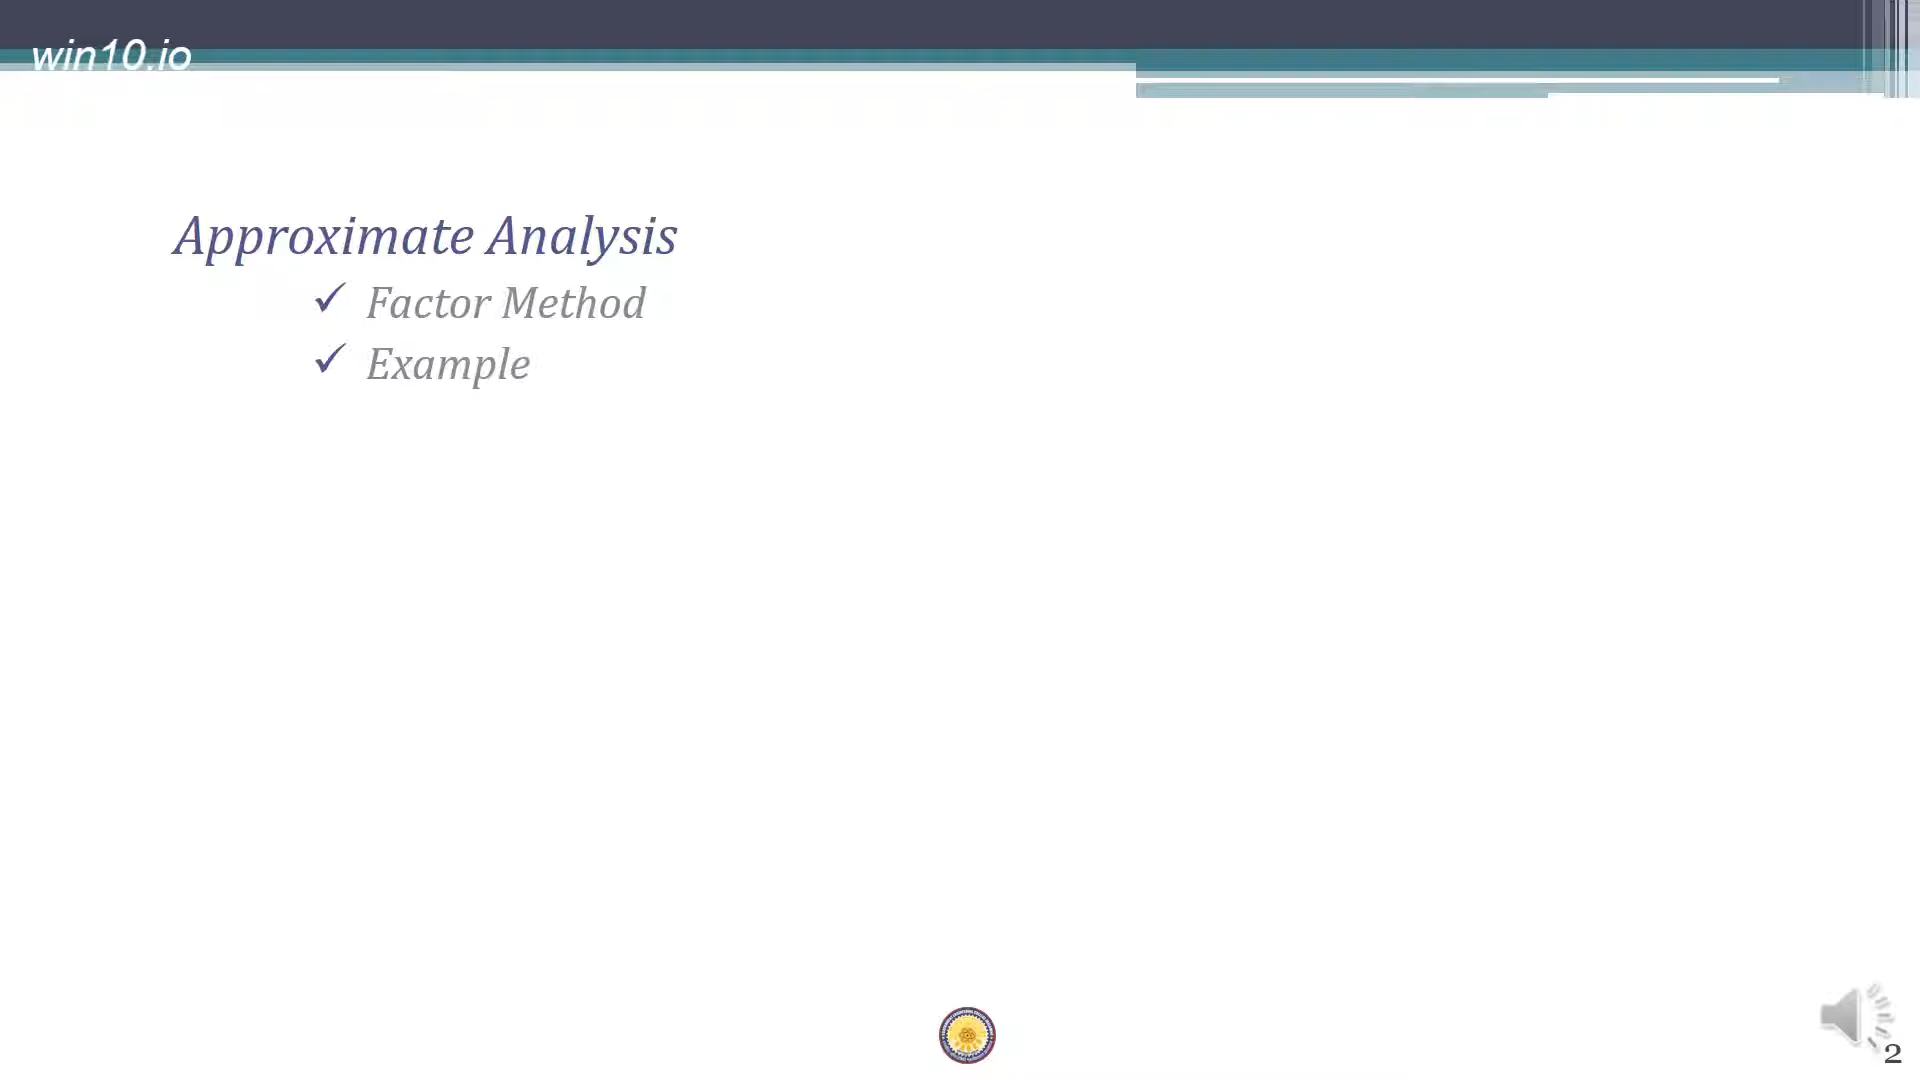 win10.io
Approximate Analysis
✓ Factor Method
✓ Example
2